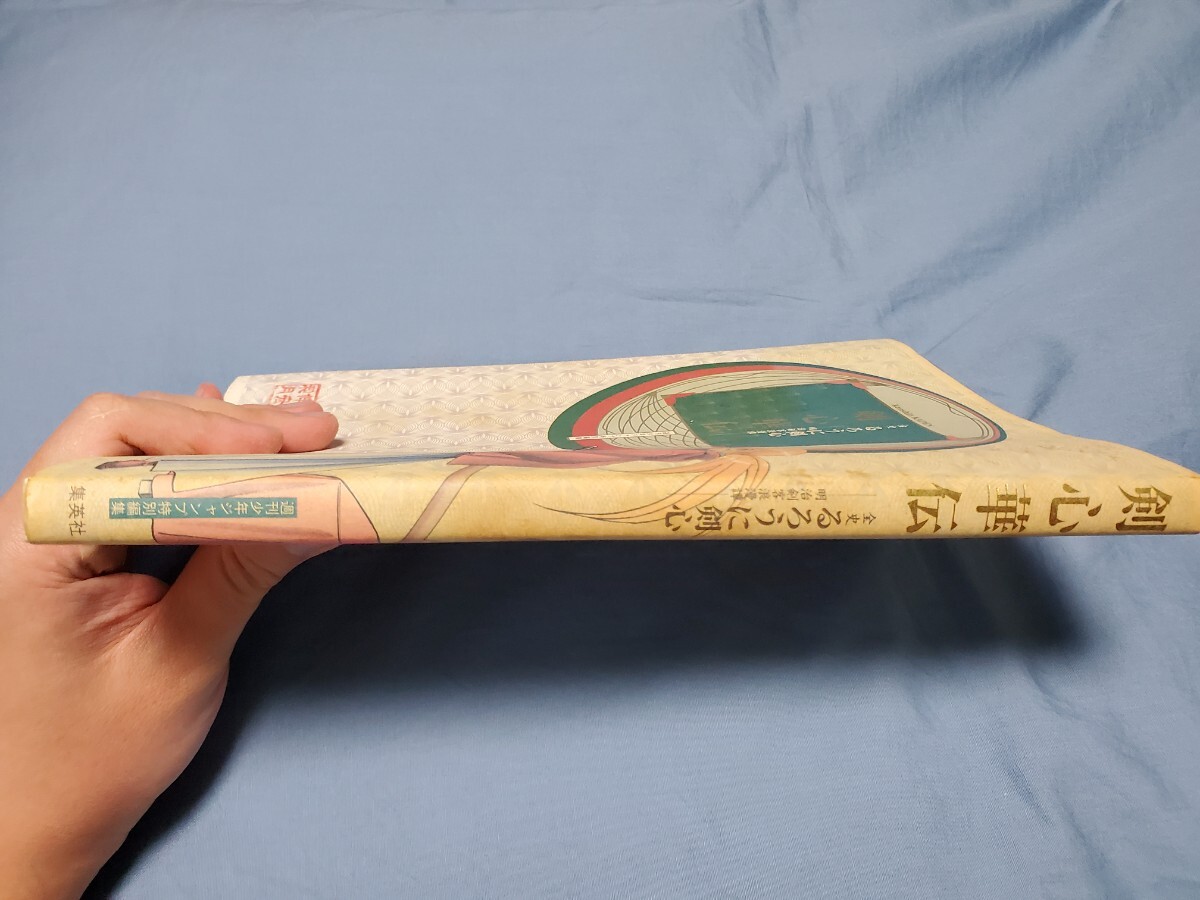 剣心華伝
全史 るろうに剣心
―明治剣客浪漫譚―
週刊少年ジャンプ特別編集
集英社